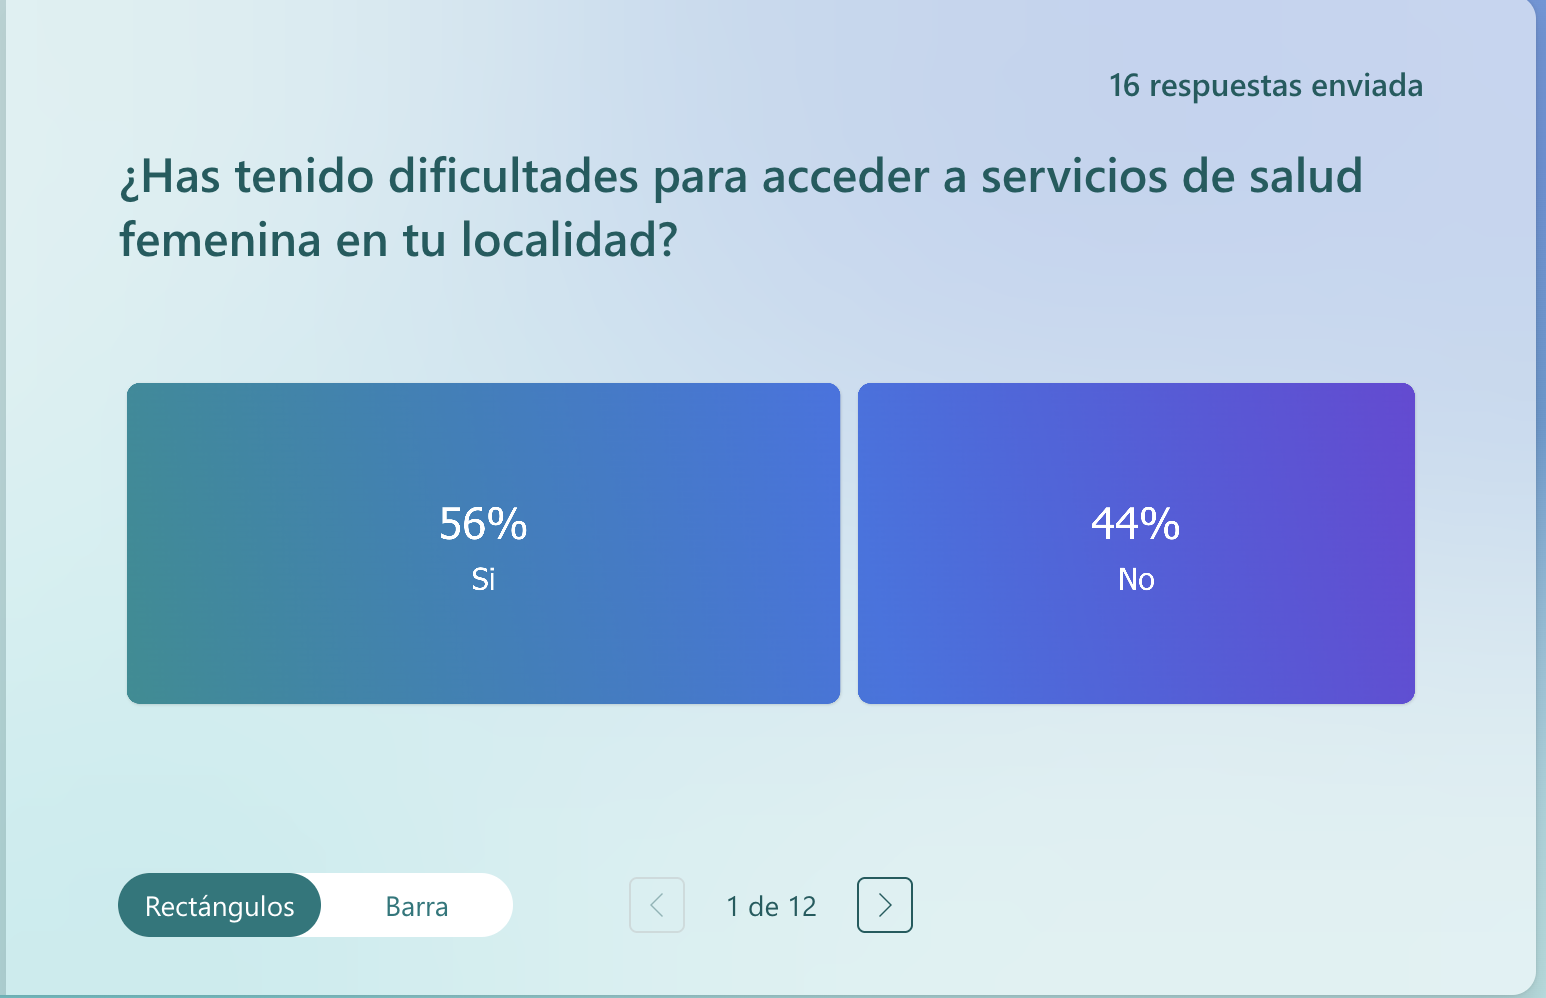 16 respuestas enviada
¿Has tenido dificultades para acceder a servicios de salud
femenina en tu localidad?
56%
Si
44%
No
Rectángulos
Barra
1 de 12